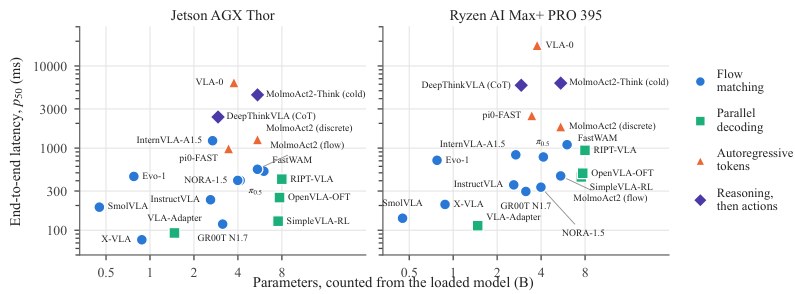 Jetson AGX Thor
Ryzen AI Max+ PRO 395
End-to-end latency, p50 (ms)
10000
3000
1000
300
100
VLA-0
MolmoAct2-Think (cold)
DeepThinkVLA (CoT)
MolmoAct2 (discrete)
InternVLA-A1.5
MolmoAct2 (flow)
pi0-FAST
FastWAM
Evo-1
NORA-1.5
RIPT-VLA
π0.5
InstructVLA
OpenVLA-OFT
SmolVLA
VLA-Adapter
SimpleVLA-RL
X-VLA
GR00T N1.7
0.5
1
2
4
8
VLA-0
DeepThinkVLA (CoT)
MolmoAct2-Think (cold)
pi0-FAST
MolmoAct2 (discrete)
FastWAM
InternVLA-A1.5
π0.5
RIPT-VLA
Evo-1
OpenVLA-OFT
InstructVLA
SimpleVLA-RL
MolmoAct2 (flow)
SmolVLA
X-VLA
GR00T N1.7
VLA-Adapter
NORA-1.5
0.5
1
2
4
8
Parameters, counted from the loaded model (B)
Flow
matching
Parallel
decoding
Autoregressive
tokens
Reasoning,
then actions